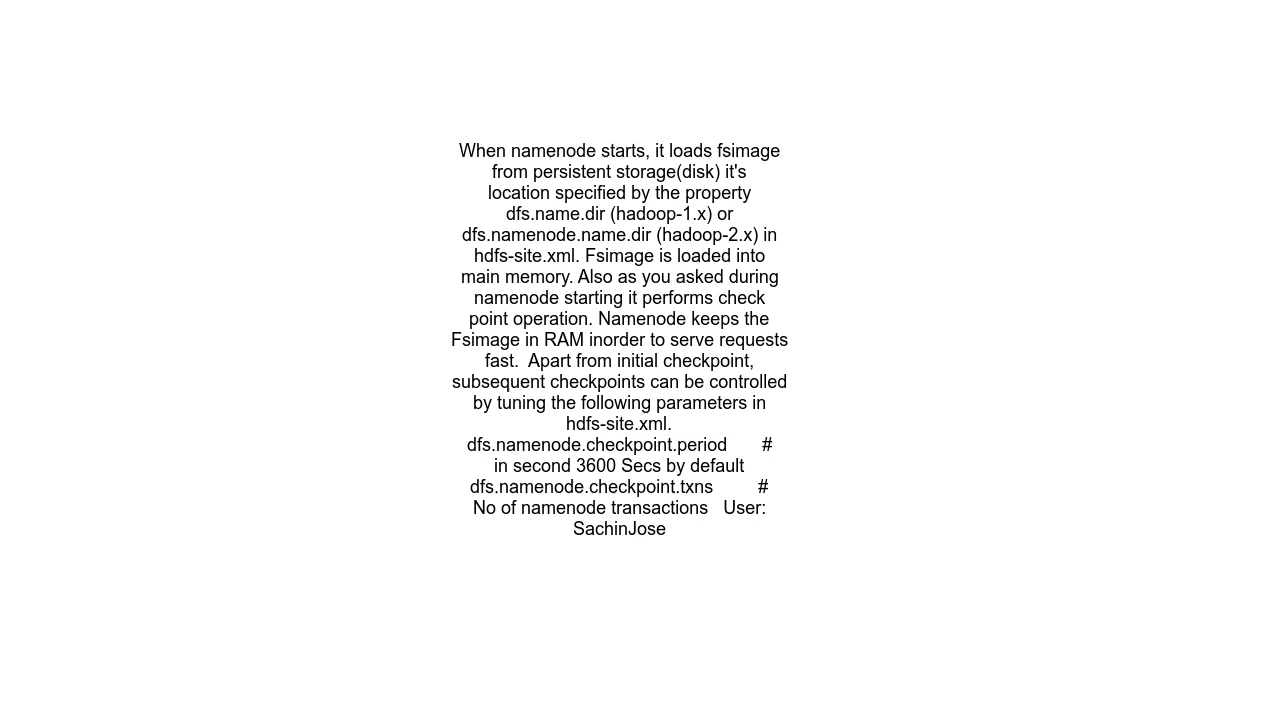 When namenode starts, it loads fsimage
from persistent storage(disk) it's
location specified by the property
dfs.name.dir (hadoop-1.x) or
dfs.namenode.name.dir (hadoop-2.x) in
hdfs-site.xml. Fsimage is loaded into
main memory. Also as you asked during
namenode starting it performs check
point operation. Namenode keeps the
Fsimage in RAM inorder to serve requests
fast.  Apart from initial checkpoint,
subsequent checkpoints can be controlled
by tuning the following parameters in
hdfs-site.xml.
dfs.namenode.checkpoint.period       #
in second 3600 Secs by default
dfs.namenode.checkpoint.txns         #
No of namenode transactions   User:
SachinJose